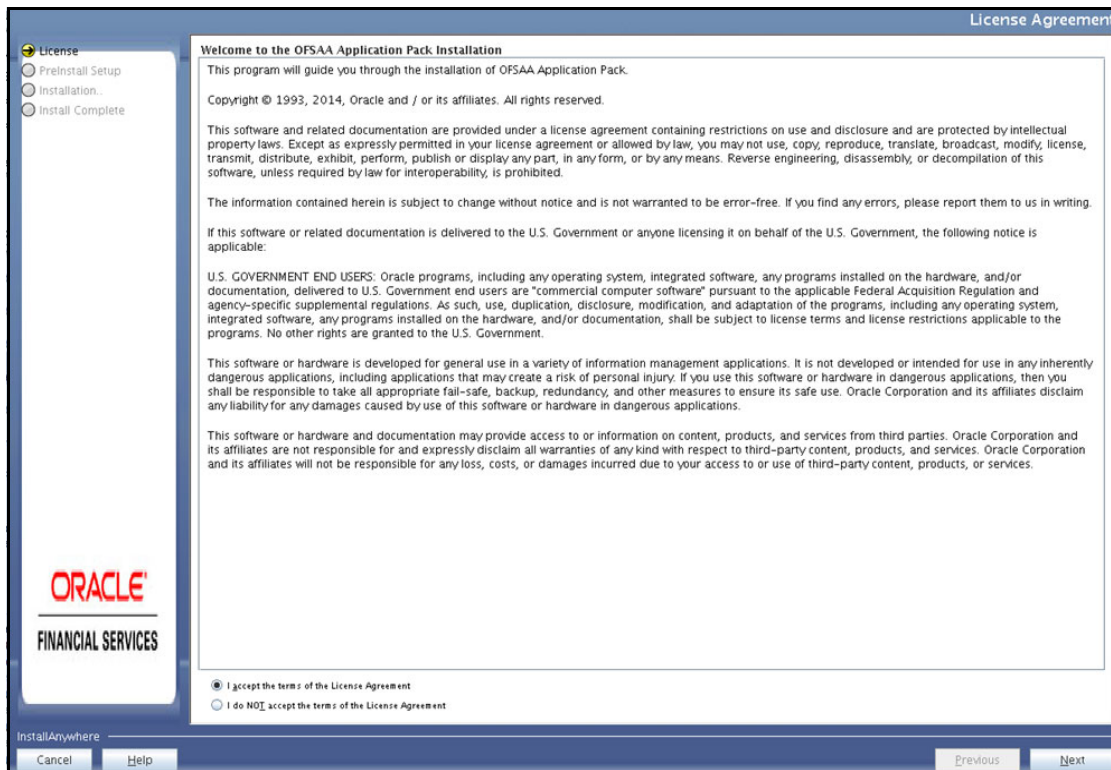 License Agreement
License
PreInstall Setup
Installation..
Install Complete
Welcome to the OFSAA Application Pack Installation
This program will guide you through the installation of OFSAA Application Pack.
Copyright © 1993, 2014, Oracle and / or its affiliates. All rights reserved.
This software and related documentation are provided under a license agreement containing restrictions on use and disclosure and are protected by intellectual
property laws. Except as expressly permitted in your license agreement or allowed by law, you may not use, copy, reproduce, translate, broadcast, modify, license,
transmit, distribute, exhibit, perform, publish or display any part, in any form, or by any means. Reverse engineering, disassembly, or decompilation of this
software, unless required by law for interoperability, is prohibited.
The information contained herein is subject to change without notice and is not warranted to be error-free. If you find any errors, please report them to us in writing.
If this software or related documentation is delivered to the U.S. Government or anyone licensing it on behalf of the U.S. Government, the following notice is
applicable:
U.S. GOVERNMENT END USERS: Oracle programs, including any operating system, integrated software, any programs installed on the hardware, and/or
documentation, delivered to U.S. Government end users are "commercial computer software" pursuant to the applicable Federal Acquisition Regulation and
agency-specific supplemental regulations. As such, use, duplication, disclosure, modification, and adaptation of the programs, including any operating system,
integrated software, any programs installed on the hardware, and/or documentation, shall be subject to license terms and license restrictions applicable to the
programs. No other rights are granted to the U.S. Government.
This software or hardware is developed for general use in a variety of information management applications. It is not developed or intended for use in any inherently
dangerous applications, including applications that may create a risk of personal injury. If you use this software or hardware in dangerous applications, then you
shall be responsible to take all appropriate fail-safe, backup, redundancy, and other measures to ensure its safe use. Oracle Corporation and its affiliates disclaim
any liability for any damages caused by use of this software or hardware in dangerous applications.
This software or hardware and documentation may provide access to or information on content, products, and services from third parties. Oracle Corporation and
its affiliates are not responsible for and expressly disclaim all warranties of any kind with respect to third-party content, products, and services. Oracle Corporation
and its affiliates will not be responsible for any loss, costs, or damages incurred due to your access to or use of third-party content, products, or services.
ORACLE
FINANCIAL SERVICES
I accept the terms of the License Agreement
I do NOT accept the terms of the License Agreement
InstallAnywhere
Cancel
Help
Previous
Next